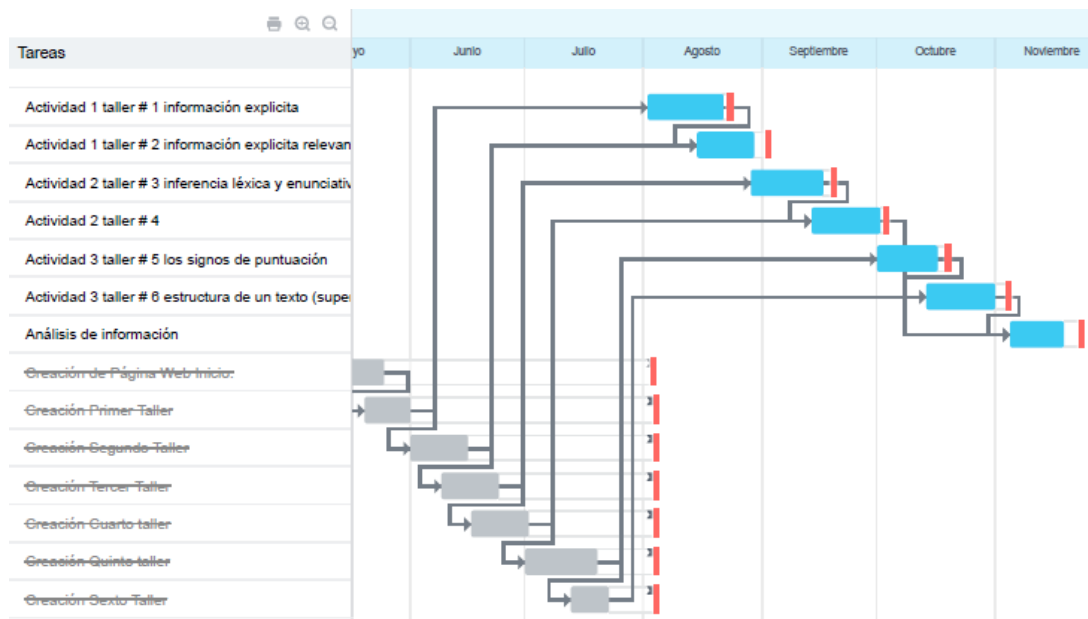 Tareas
yo Junio Julio Agosto Septiembre Octubre Noviembre
Actividad 1 taller # 1 información explicita
Actividad 1 taller # 2 información explicita relevan
Actividad 2 taller # 3 inferencia léxica y enunciativ
Actividad 2 taller # 4
Actividad 3 taller # 5 los signos de puntuación
Actividad 3 taller # 6 estructura de un texto (supe
Análisis de información
Creación de Página Web Inicio.
Creación Primer Taller
Creación Segundo Taller
Creación Tercer Taller
Creación Cuarto taller
Creación Quinto taller
Creación Sexto Taller